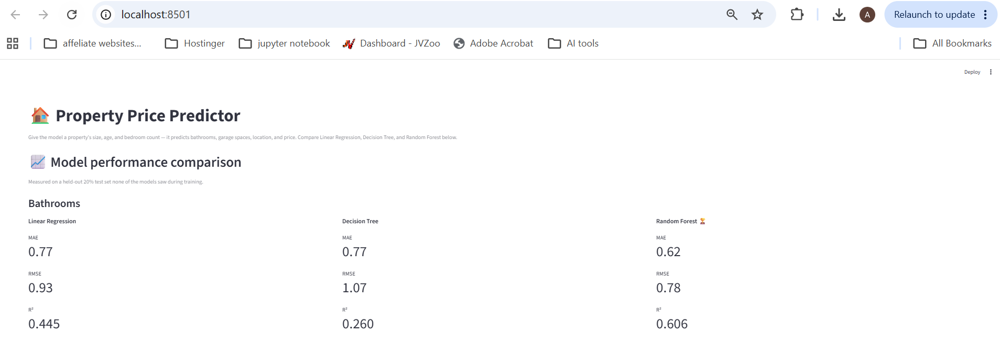 localhost:8501
A
Relaunch to update
affeliate websites...
Hostinger
jupyter notebook
Dashboard - JVZoo
Adobe Acrobat
AI tools
All Bookmarks
Deploy
Property Price Predictor
Give the model a property's size, age, and bedroom count — it predicts bathrooms, garage spaces, location, and price. Compare Linear Regression, Decision Tree, and Random Forest below.
Model performance comparison
Measured on a held-out 20% test set none of the models saw during training.
Bathrooms
Linear Regression
MAE
0.77
RMSE
0.93
R²
0.445
Decision Tree
MAE
0.77
RMSE
1.07
R²
0.260
Random Forest
MAE
0.62
RMSE
0.78
R²
0.606